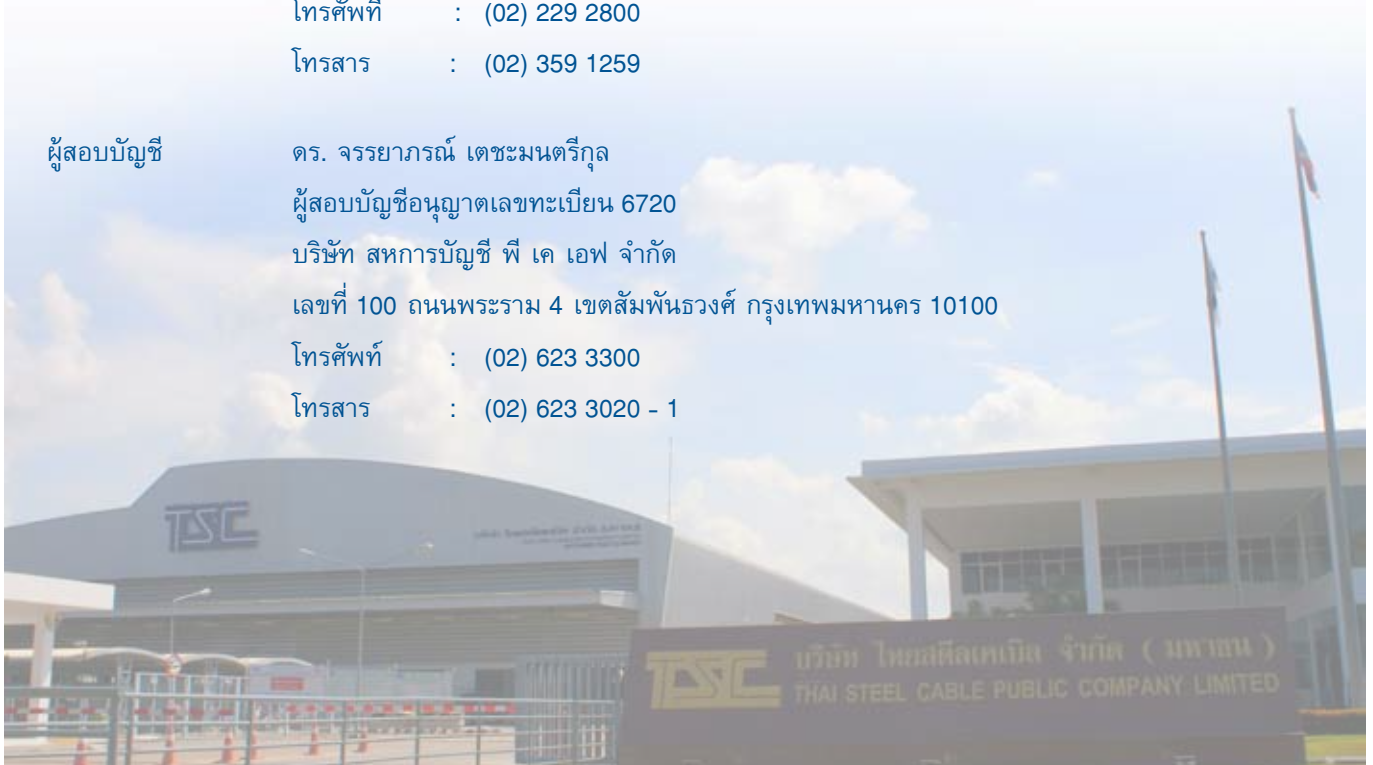 โทรศัพท์ : (02) 229 2800
โทรสาร : (02) 359 1259
ผู้สอบบัญชี ดร. จรรยาภรณ์ เตชะมนตรีกุล
ผู้สอบบัญชีอนุญาตเลขทะเบียน 6720
บริษัท สหการบัญชี พี เค เอฟ จำกัด
เลขที่ 100 ถนนพระราม 4 เขตสัมพันธวงศ์ กรุงเทพมหานคร 10100
โทรศัพท์ : (02) 623 3300
โทรสาร : (02) 623 3020 - 1
TSC
TSC บริษัท ไทยสตีลเคเบิล จำกัด ( มหาชน )
THAI STEEL CABLE PUBLIC COMPANY LIMITED